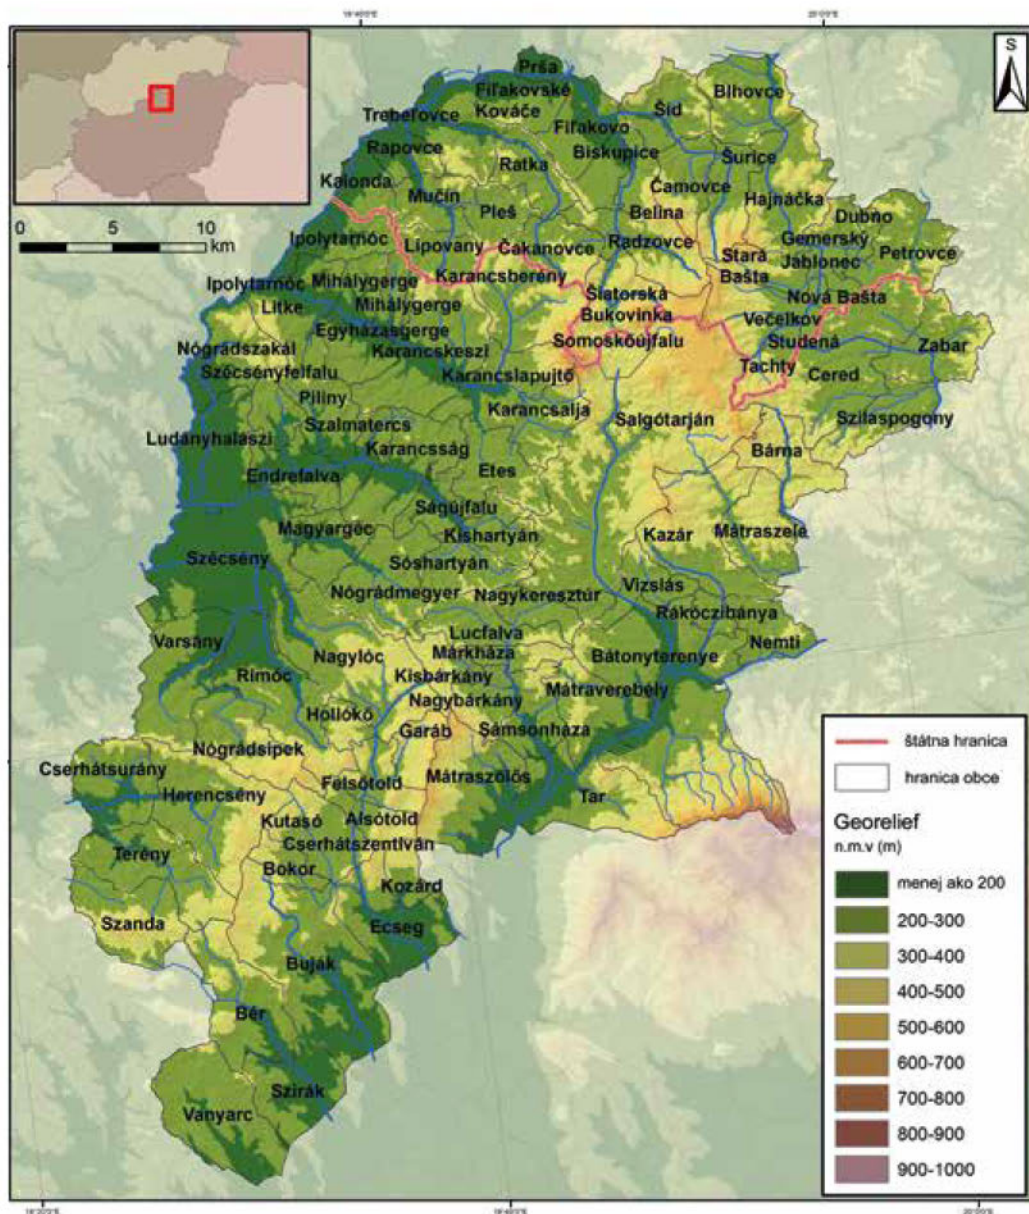 S
Prša
Fiľakovské
Kováče
Trebeľovce
Fiľakovo
Šíd
Blhovce
Rapovce
Ratka
Biskupice
Šurice
Kalonda
Mučín
Čamovce
Hajnáčka
Pleš
Belina
Dubno
Ipolytarnóc
Lipovany
Čakanovce
Radzovce
Stará
Bašta
Gemerský
Jablonec
Petrovce
Ipolytarnóc
Mihálygerge
Karancsberény
Šiatorská
Bukovinka
Nová Bašta
Litke
Mihálygerge
Večelkov
Egyházasgerge
Studená
Nógrádszakál
Karancskeszi
Somoskőújfalu
Zabar
Szécsényfelfalu
Karancslapujtő
Tachty
Cered
Piliny
Karancsalja
Salgótarján
Szilaspogony
Ludányhalászi
Szalmatercs
Karancsság
Bárna
Endrefalva
Etes
Ságújfalu
Magyargéc
Kishartyán
Kazár
Mátraszele
Szécsény
Sóshartyán
Nógrádmegyer
Nagykeresztúr
Vizslás
Rákóczibánya
Varsány
Lucfalva
Nemti
Nagylóc
Márkháza
Bátonyterenye
Rimóc
Kisbárkány
Mátraverebély
Nagybárkány
Hollókő
Garáb
Sámsonháza
Nógrádsipek
Cserhátsurány
Felsőtold
Mátraszőlős
Herencsény
Tar
Kutasó
Alsótold
Terény
Cserhátszentiván
Bokor
Kozárd
Szanda
Ecseg
Buják
Bér
Szirák
Vanyarc
0 5 10
km
štátna hranica
hranica obce
Georelief
n.m.v (m)
menej ako 200
200-300
300-400
400-500
500-600
600-700
700-800
800-900
900-1000